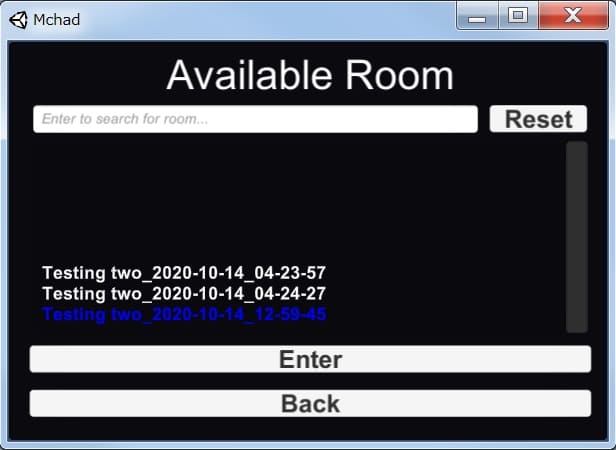 Mchad
Available Room
Enter to search for room...
Reset
Testing two_2020-10-14_04-23-57
Testing two_2020-10-14_04-24-27
Testing two_2020-10-14_12-59-45
Enter
Back